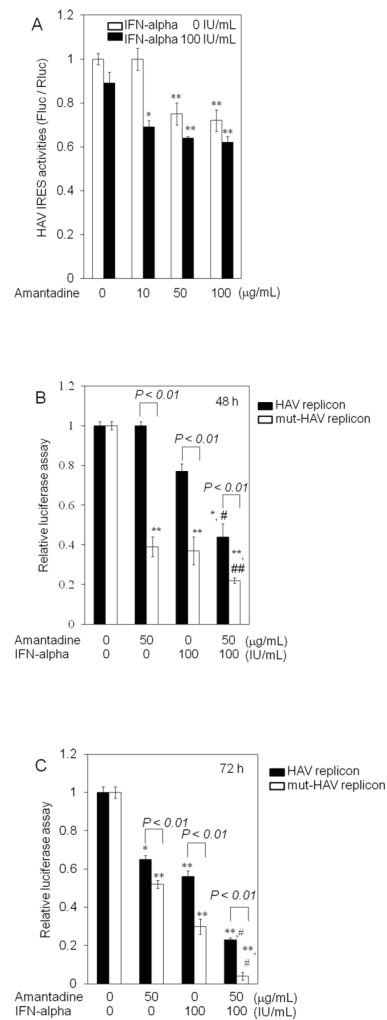 A
IFN-alpha 0 IU/mL
IFN-alpha 100 IU/mL
HAV IRES activities (Fluc / Rluc)
1.2
1
0.8
0.6
0.4
0.2
0
*
**
**
**
**
Amantadine 0 10 50 100 (μg/mL)
B
48 h
HAV replicon
mut-HAV replicon
Relative luciferase assay
1.2
1
0.8
0.6
0.4
0.2
0
P < 0.01
P < 0.01
P < 0.01
**
**
*, #
**,
##
Amantadine 0 50 0 50 (μg/mL)
IFN-alpha 0 0 100 100 (IU/mL)
C
72 h
HAV replicon
mut-HAV replicon
Relative luciferase assay
1.2
1
0.8
0.6
0.4
0.2
0
P < 0.01
P < 0.01
P < 0.01
*
**
**
**
**,#
**,
#
Amantadine 0 50 0 50 (μg/mL)
IFN-alpha 0 0 100 100 (IU/mL)